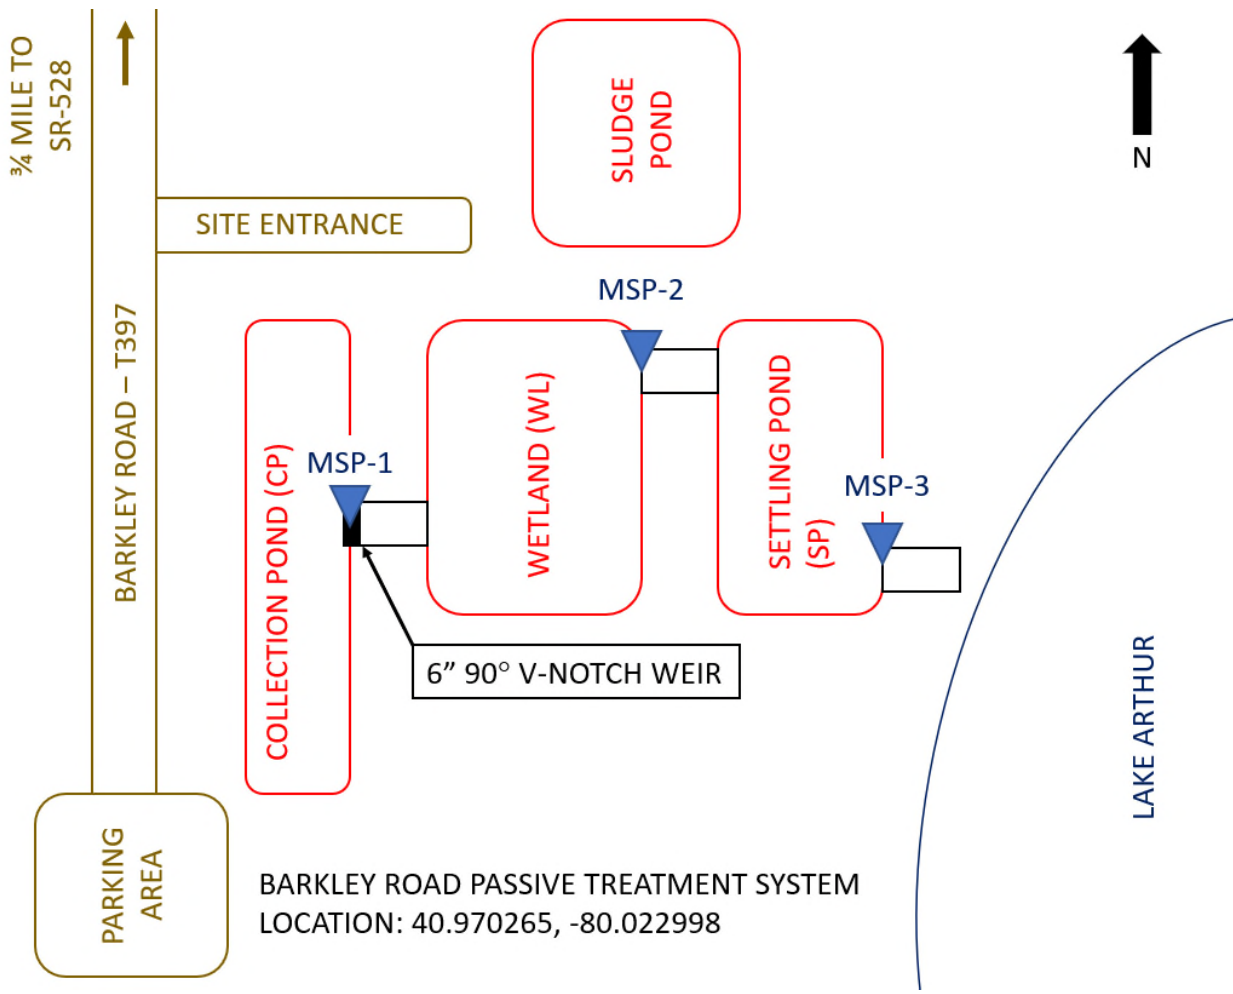 ¾ MILE TO
SR-528
SLUDGE
POND
N
SITE ENTRANCE
MSP-2
BARKLEY ROAD – T397
COLLECTION POND (CP)
MSP-1
WETLAND (WL)
SETTLING POND
(SP)
MSP-3
6” 90° V-NOTCH WEIR
LAKE ARTHUR
PARKING
AREA
BARKLEY ROAD PASSIVE TREATMENT SYSTEM
LOCATION: 40.970265, -80.022998